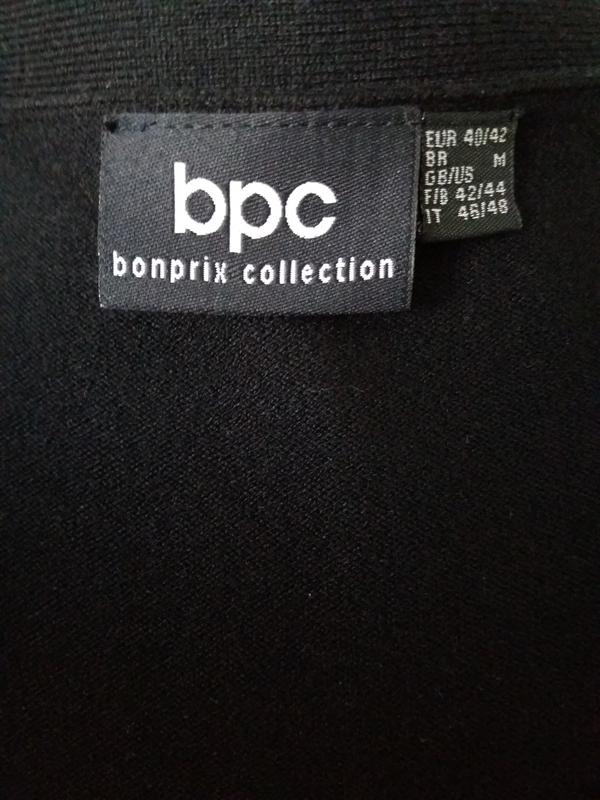 bpc
bonprix collection
EUR 40/42
BR M
GB/US
F/B 42/44
IT 46/48